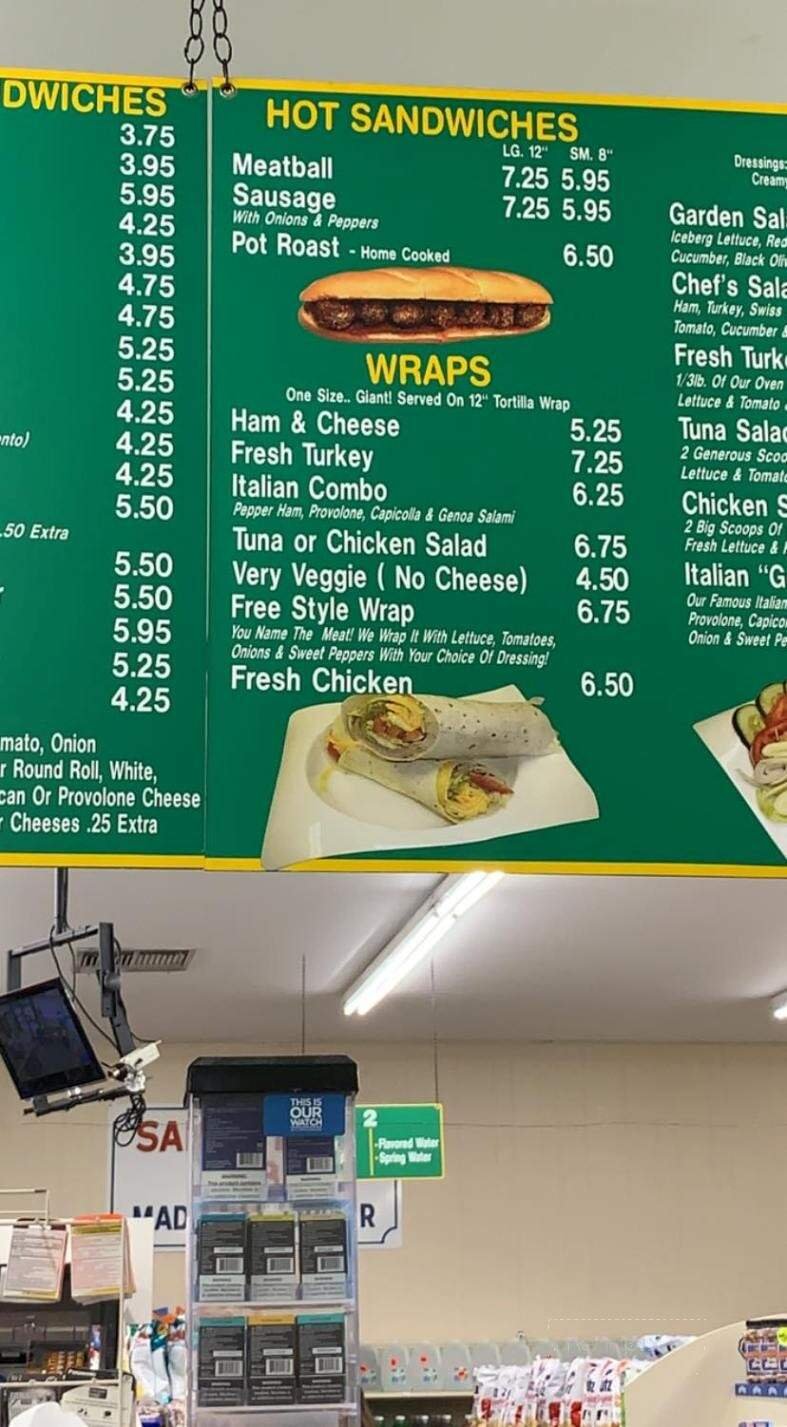 DWICHES
3.75
3.95
5.95
4.25
3.95
4.75
4.75
5.25
5.25
4.25
nto) 4.25
4.25
5.50
.50 Extra
5.50
5.50
5.95
5.25
4.25
mato, Onion
r Round Roll, White,
can Or Provolone Cheese
r Cheeses .25 Extra
HOT SANDWICHES
LG. 12" SM. 8"
Meatball 7.25 5.95
Sausage 7.25 5.95
With Onions & Peppers
Pot Roast - Home Cooked 6.50
WRAPS
One Size.. Giant! Served On 12" Tortilla Wrap
Ham & Cheese 5.25
Fresh Turkey 7.25
Italian Combo 6.25
Pepper Ham, Provolone, Capicolla & Genoa Salami
Tuna or Chicken Salad 6.75
Very Veggie ( No Cheese) 4.50
Free Style Wrap 6.75
You Name The Meat! We Wrap It With Lettuce, Tomatoes,
Onions & Sweet Peppers With Your Choice Of Dressing!
Fresh Chicken 6.50
Dressings:
Creamy
Garden Sal
Iceberg Lettuce, Red
Cucumber, Black Oliv
Chef's Sala
Ham, Turkey, Swiss
Tomato, Cucumber &
Fresh Turk
1/3lb. Of Our Oven
Lettuce & Tomato
Tuna Salad
2 Generous Scoo
Lettuce & Tomato
Chicken S
2 Big Scoops Of
Fresh Lettuce &
Italian "G
Our Famous Italian
Provolone, Capico
Onion & Sweet Pe
THIS IS
OUR
WATCH
2
-Flavored Water
-Spring Water
SA
MAD
R